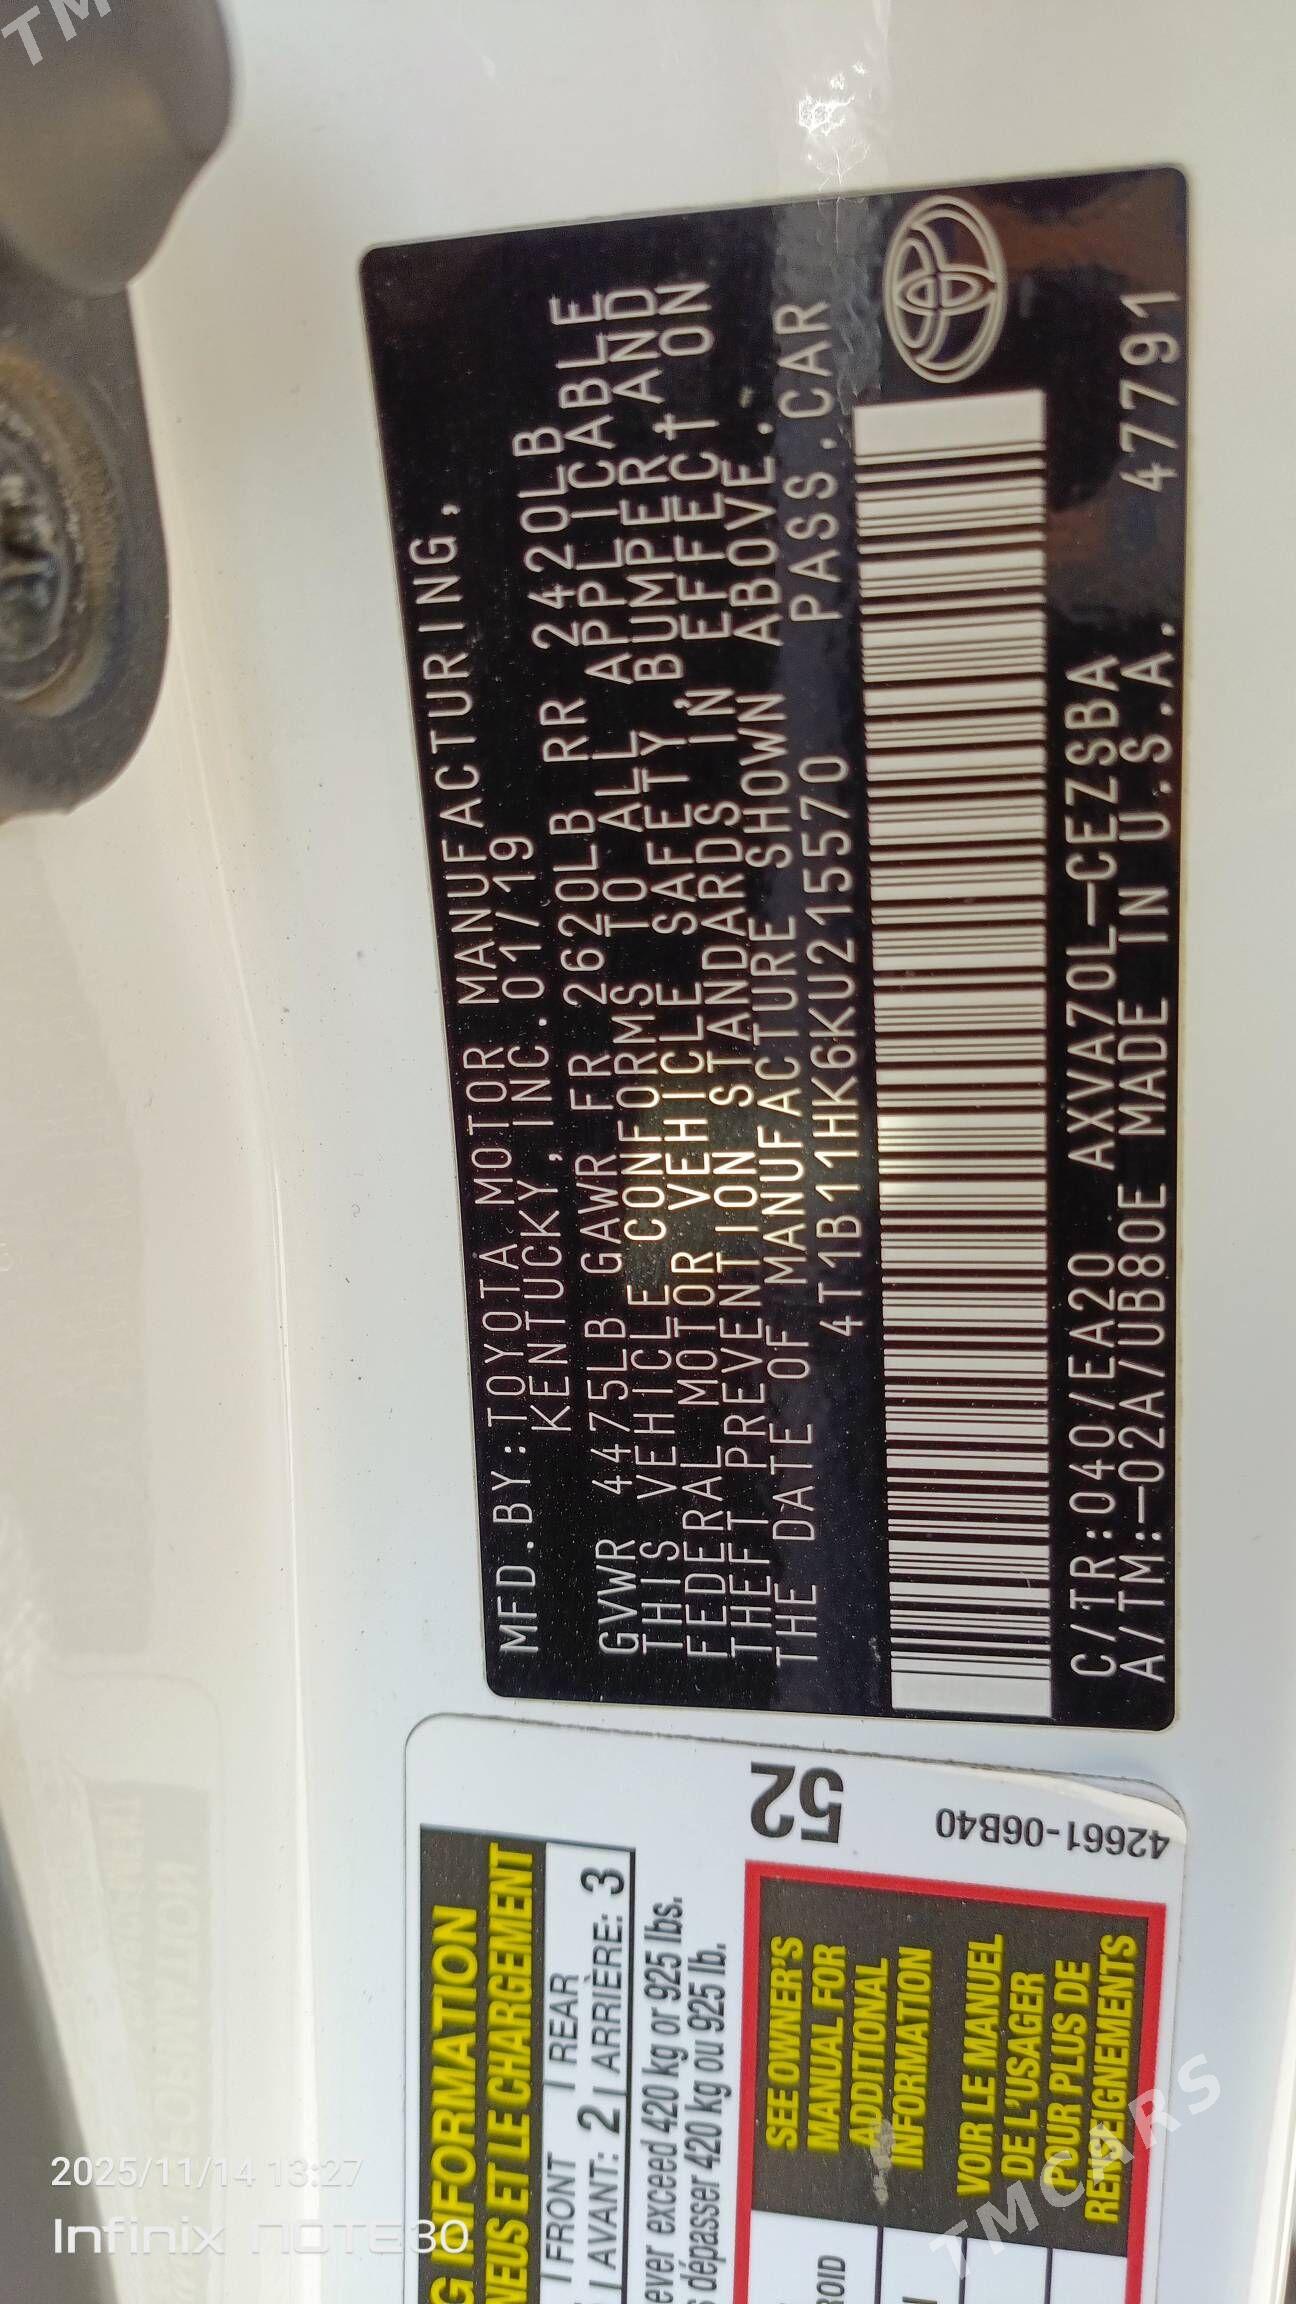 MFD.BY:TOYOTA MOTOR MANUFACTURING,
KENTUCKY, INC. 01/19
GVWR 4475LB GAWR FR 2620LB RR 2420LB
THIS VEHICLE CONFORMS TO ALL APPLICABLE
FEDERAL MOTOR VEHICLE SAFETY BUMPER, AND
THEFT PREVENTION STANDARDS IN EFFECT ON
THE DATE OF MANUFACTURE SHOWN ABOVE.
4T1B11HK6KU215570 PASS.CAR
C/TR:040/EA20 AXVA70L-CEZSBA
A/TM:-02A/UB80E MADE IN U.S.A. 47791
G INFORMATION
NEUS ET LE CHARGEMENT
FRONT REAR
AVANT: 2 ARRIÈRE: 3
ever exceed 420 kg or 925 lbs.
s dépasser 420 kg ou 925 lb.
52
42661-06B40
SEE OWNER'S
MANUAL FOR
ADDITIONAL
INFORMATION
VOIR LE MANUEL
DE L'USAGER
POUR PLUS DE
RENSEIGNEMENTS
ROID
2025/11/14 13:27
Infinix NOTE30
TMCARS
TM